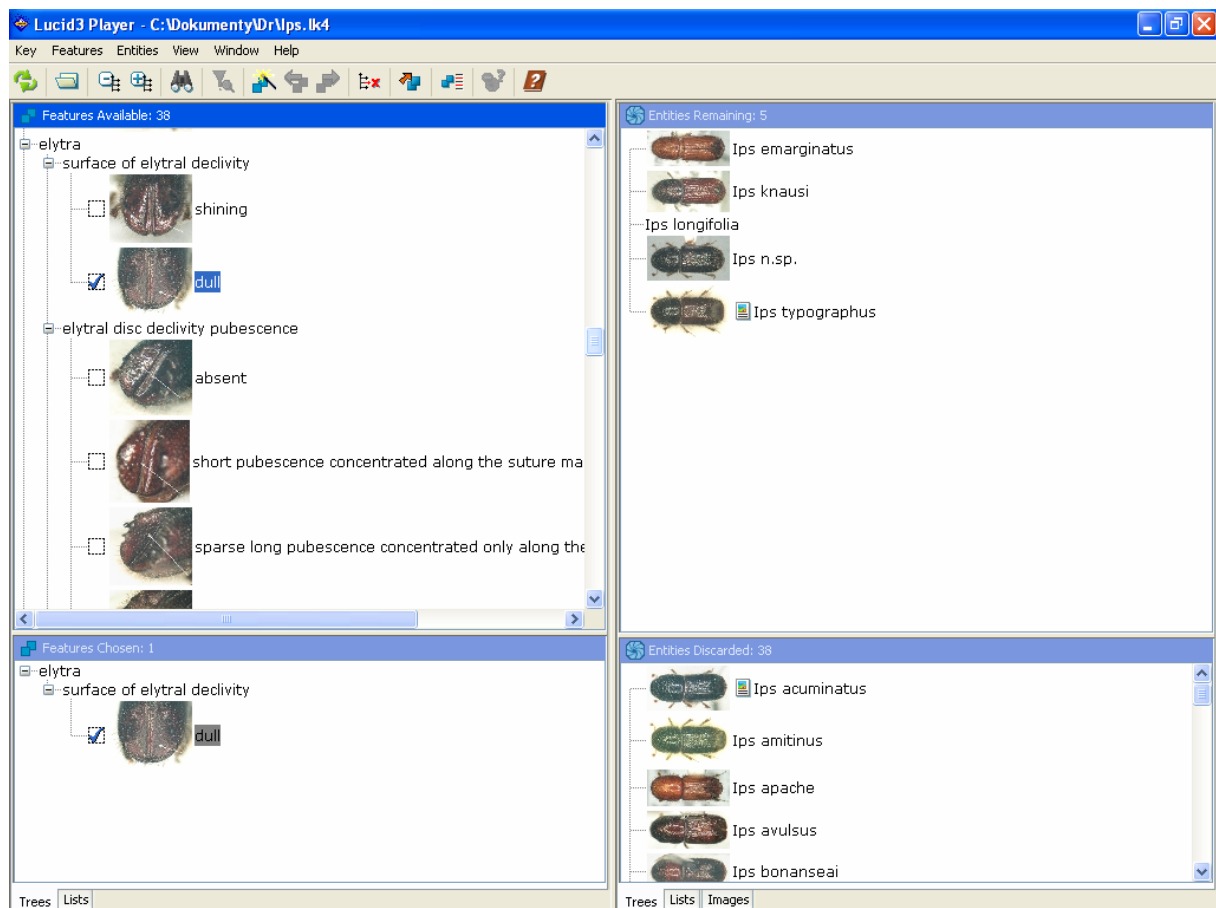 Lucid3 Player - C:\Dokumenty\Dr\Ips.lk4
Key Features Entities View Window Help
Features Available: 38
elytra
surface of elytral declivity
shining
dull
elytral disc declivity pubescence
absent
short pubescence concentrated along the suture ma
sparse long pubescence concentrated only along the
Features Chosen: 1
elytra
surface of elytral declivity
dull
Trees Lists
Entities Remaining: 5
Ips emarginatus
Ips knausi
Ips longifolia
Ips n.sp.
Ips typographus
Entities Discarded: 38
Ips acuminatus
Ips amitinus
Ips apache
Ips avulsus
Ips bonanseai
Trees Lists Images